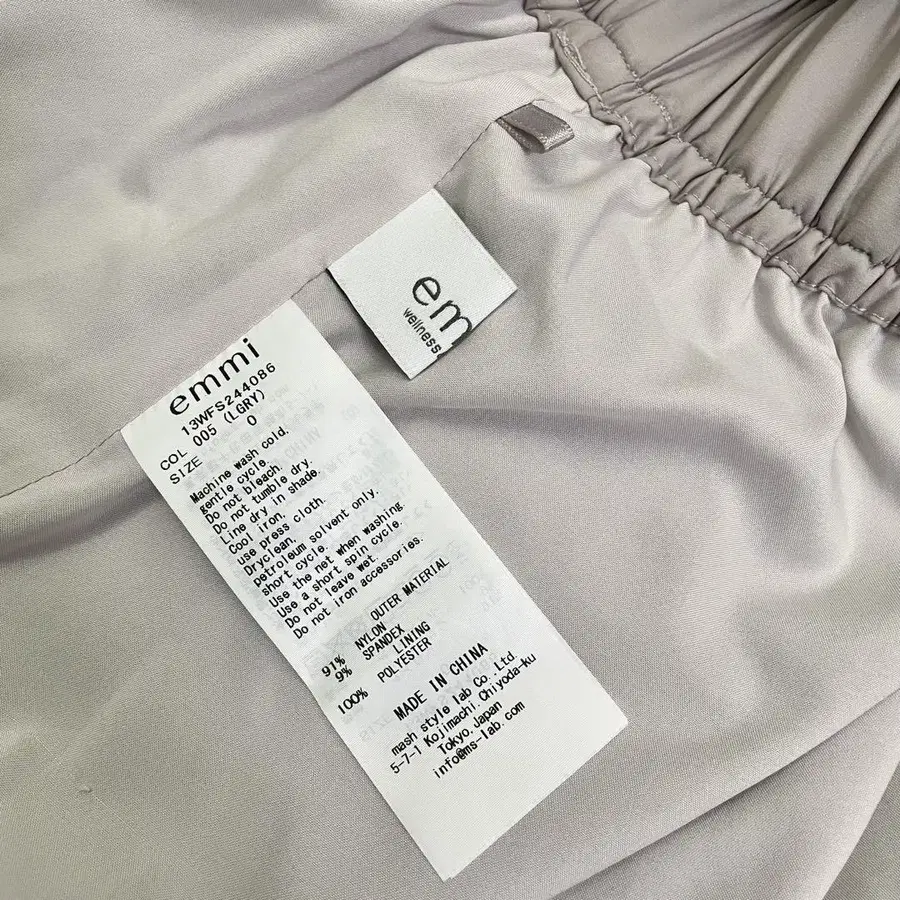 em
wellness
emmi
13WFS244086
COL 005 (LGRY)
SIZE 0
Machine wash cold.
gentle cycle.
Do not bleach.
Do not tumble dry.
Line dry in shade.
Cool iron.
use press cloth.
Dryclean.
petroleum solvent only.
short cycle.
Use the net when washing.
Use a short spin cycle.
Do not leave wet.
Do not iron accessories.
OUTER MATERIAL
91% NYLON
9% SPANDEX
LINING
100% POLYESTER
MADE IN CHINA
mash style lab Co.Ltd.
5-7-1 Kojimachi.Chiyoda-ku
Tokyo.Japan
info@ms-lab.com